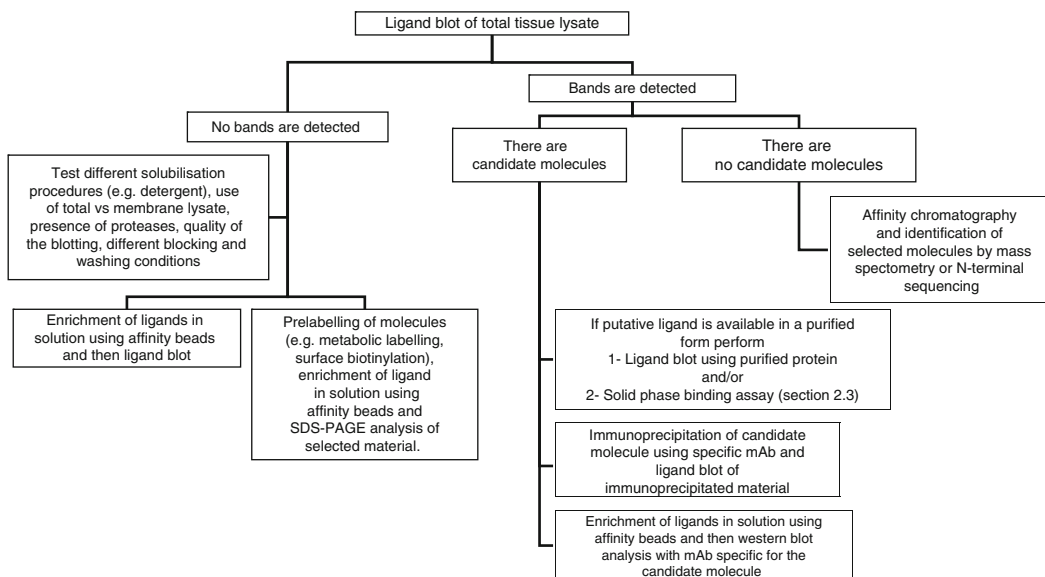 Ligand blot of total tissue lysate
Bands are detected
No bands are detected
There are
candidate molecules
There are
no candidate molecules
Test different solubilisation
procedures (e.g. detergent), use
of total vs membrane lysate,
presence of proteases, quality of
the blotting, different blocking and
washing conditions
Affinity chromatography
and identification of
selected molecules by mass
spectometry or N-terminal
sequencing
Enrichment of ligands in
solution using affinity beads
and then ligand blot
Prelabelling of molecules
(e.g. metabolic labelling,
surface biotinylation),
enrichment of ligand
in solution using
affinity beads and
SDS-PAGE analysis of
selected material.
If putative ligand is available in a purified
form perform
1- Ligand blot using purified protein
and/or
2- Solid phase binding assay (section 2.3)
Immunoprecipitation of candidate
molecule using specific mAb and
ligand blot of
immunoprecipitated material
Enrichment of ligands in solution using
affinity beads and then western blot
analysis with mAb specific for the
candidate molecule